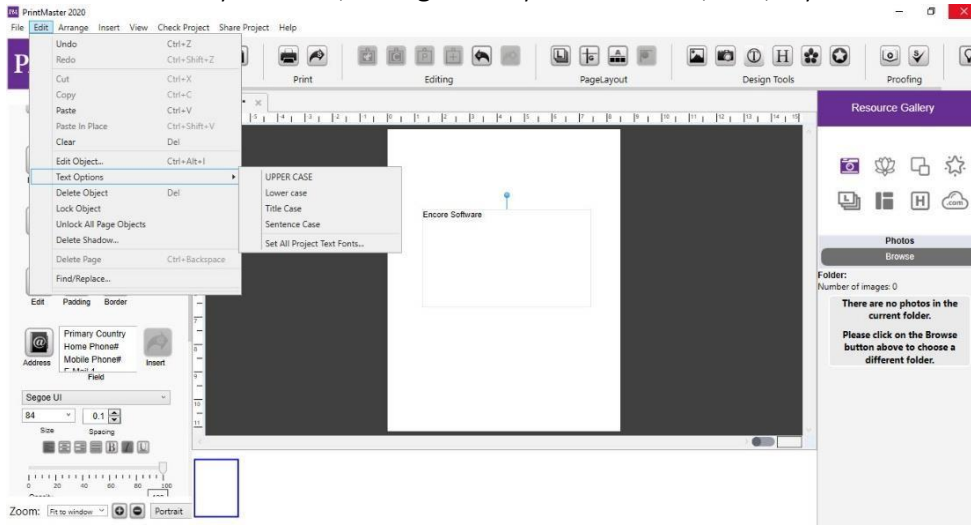 PrintMaster 2020
File Edit Arrange Insert View Check Project Share Project Help
Undo Ctrl+Z
Redo Ctrl+Shift+Z
Cut Ctrl+X
Copy Ctrl+C
Paste Ctrl+V
Paste In Place Ctrl+Shift+V
Clear Del
Edit Object... Ctrl+Alt+I
Text Options
Delete Object Del
Lock Object
Unlock All Page Objects
Delete Shadow...
Delete Page Ctrl+Backspace
Find/Replace...
UPPER CASE
Lower case
Title Case
Sentence Case
Set All Project Text Fonts...
Print Editing PageLayout Design Tools Proofing
Encore Software
Resource Gallery
.com
Photos
Browse
Folder:
Number of images: 0
There are no photos in the
current folder.
Please click on the Browse
button above to choose a
different folder.
Edit Padding Border
Primary Country
Home Phone#
Mobile Phone#
Address Field Insert
Segoe UI
84 0.1
Size Spacing
0 20 40 60 80 100
Zoom: Fit to window Portrait